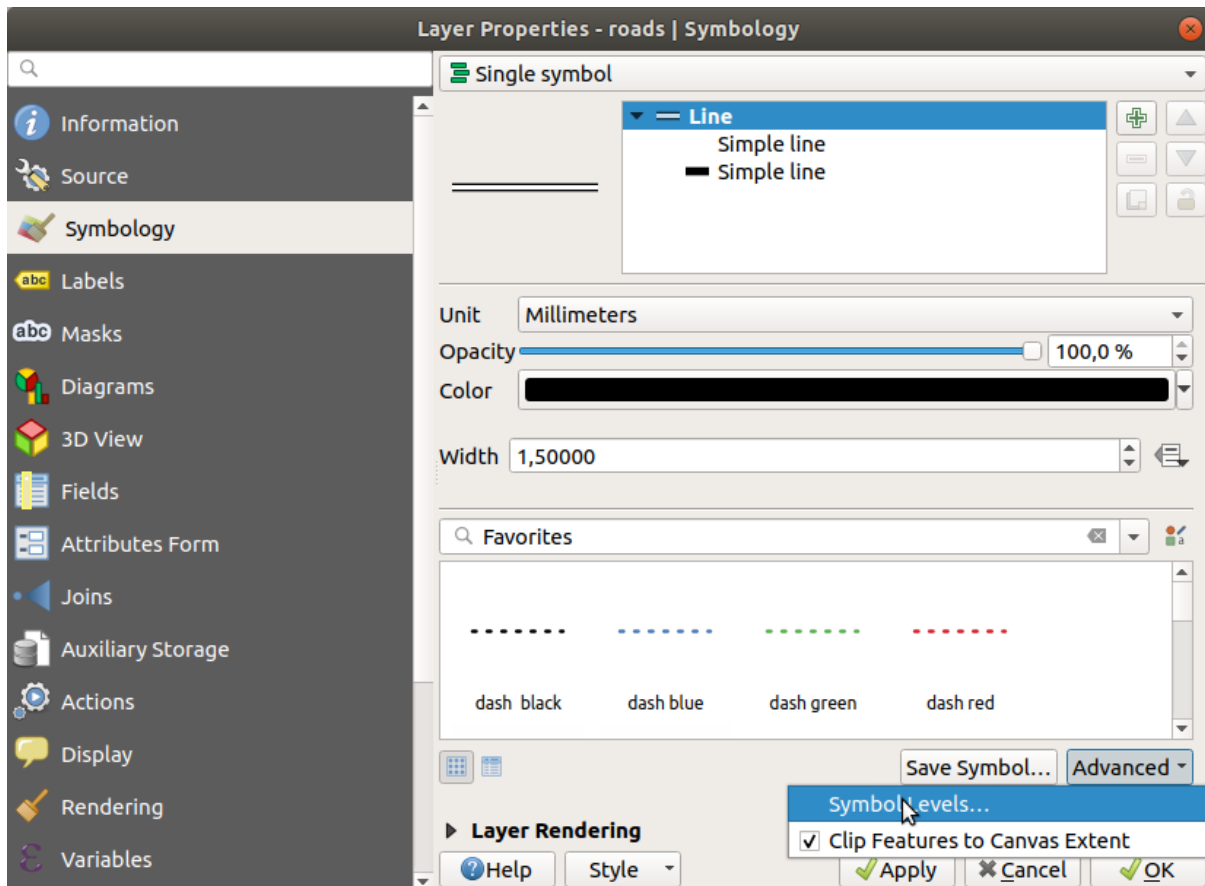 Layer Properties - roads | Symbology
Information
Source
Symbology
abc Labels
abc Masks
Diagrams
3D View
Fields
Attributes Form
Joins
Auxiliary Storage
Actions
Display
Rendering
Variables
Single symbol
Line
Simple line
Simple line
Unit Millimeters
Opacity 100,0 %
Color
Width 1,50000
Favorites
dash black dash blue dash green dash red
Save Symbol... Advanced
Symbol Levels...
Clip Features to Canvas Extent
Layer Rendering
Help Style Apply Cancel OK